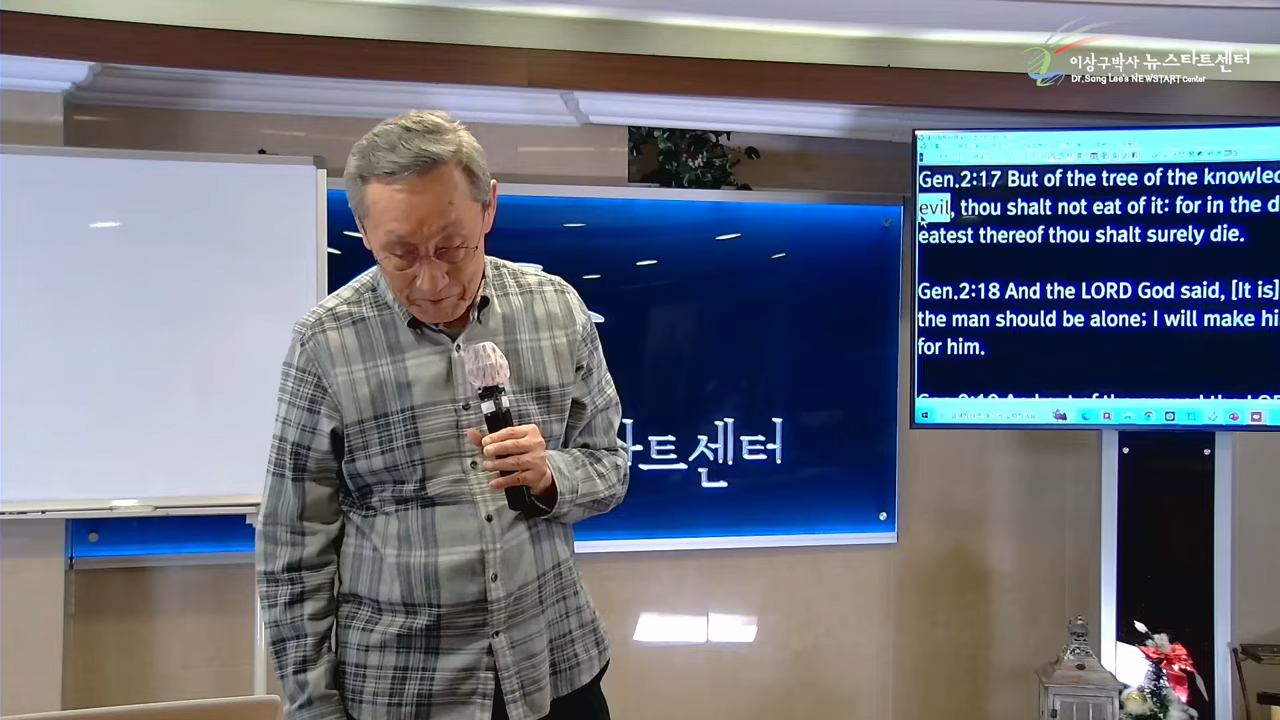 이상구박사 뉴스타트센터
Dr.Sang Lee's NEWSTART Center
Gen.2:17 But of the tree of the
evil, thou shalt not eat of it: for in the
eatest thereof thou shalt surely die.
Gen.2:18 And the LORD God said, [It is]
the man should be alone; I will make
for him.
트센터